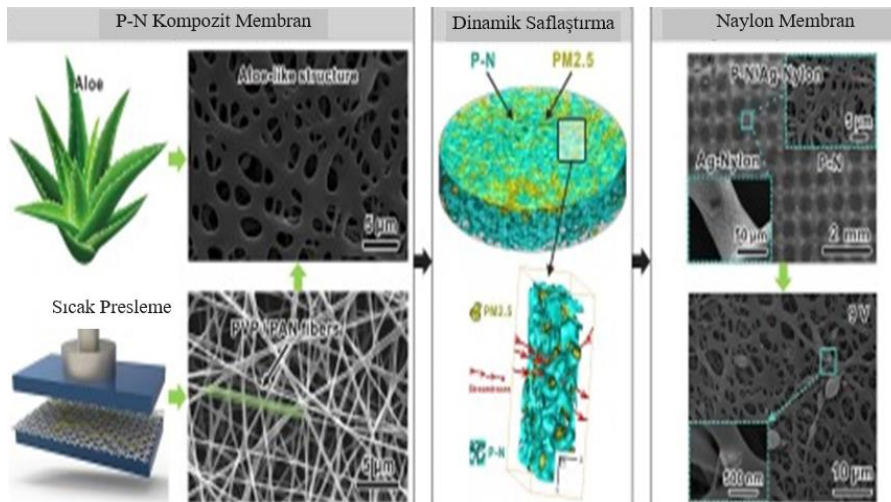 P-N Kompozit Membran
Aloe
Aloe-like structure
5 µm
Sıcak Presleme
PVP / PAN fibers
5 µm
Dinamik Saflaştırma
P-N
PM2.5
PM2.5
P-N
Naylon Membran
P-N/Ag-Nylon
5 µm
Ag-Nylon
P-N
10 µm
2 mm
9 V
500 nm
10 µm